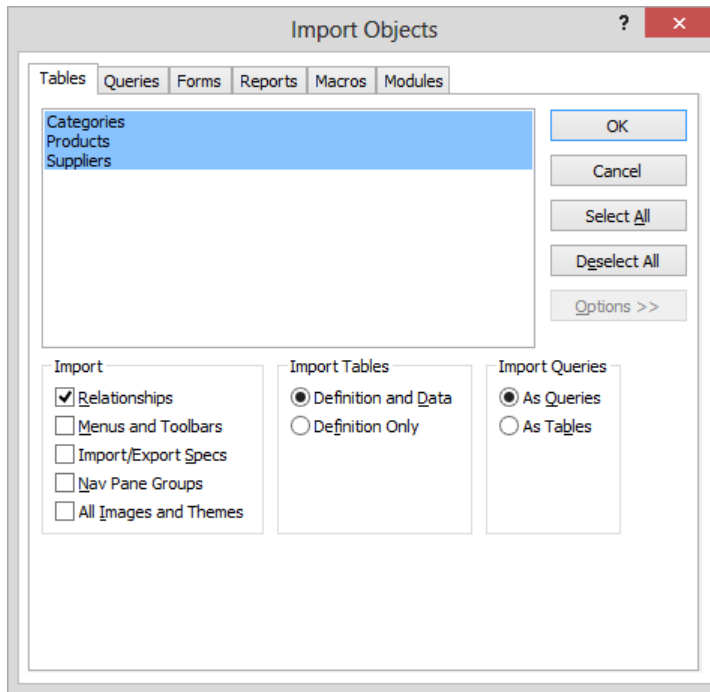 Import Objects
?
Tables Queries Forms Reports Macros Modules
Categories
Products
Suppliers
OK
Cancel
Select All
Deselect All
Options >>
Import
Relationships
Menus and Toolbars
Import/Export Specs
Nav Pane Groups
All Images and Themes
Import Tables
Definition and Data
Definition Only
Import Queries
As Queries
As Tables